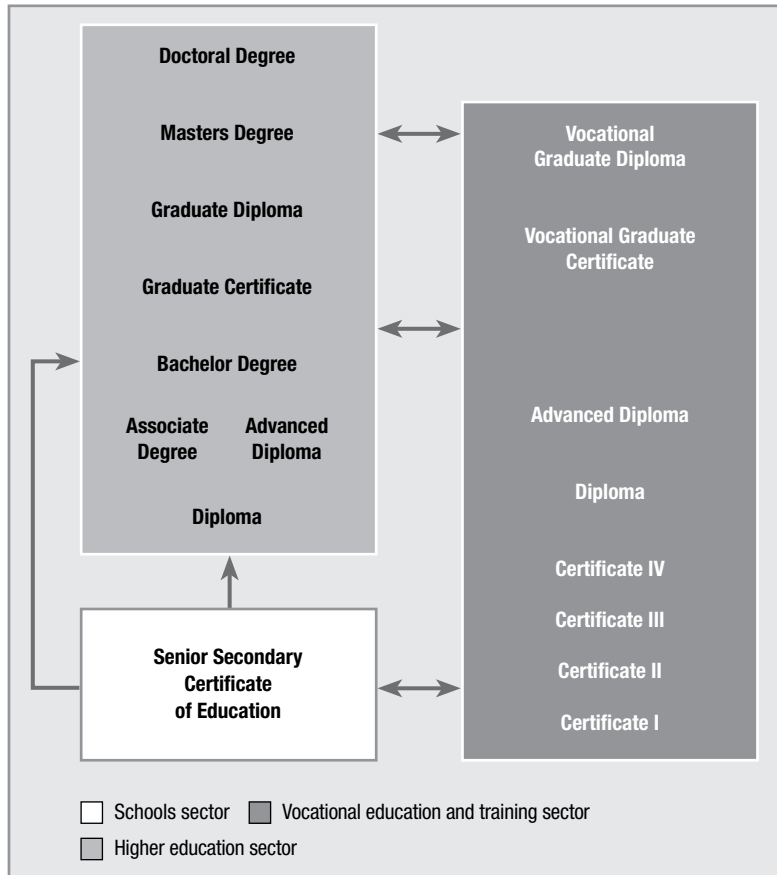 Doctoral Degree
Masters Degree
Graduate Diploma
Graduate Certificate
Bachelor Degree
Associate
Degree
Advanced
Diploma
Diploma
Senior Secondary
Certificate
of Education
Vocational
Graduate Diploma
Vocational Graduate
Certificate
Advanced Diploma
Diploma
Certificate IV
Certificate III
Certificate II
Certificate I
Schools sector
Vocational education and training sector
Higher education sector